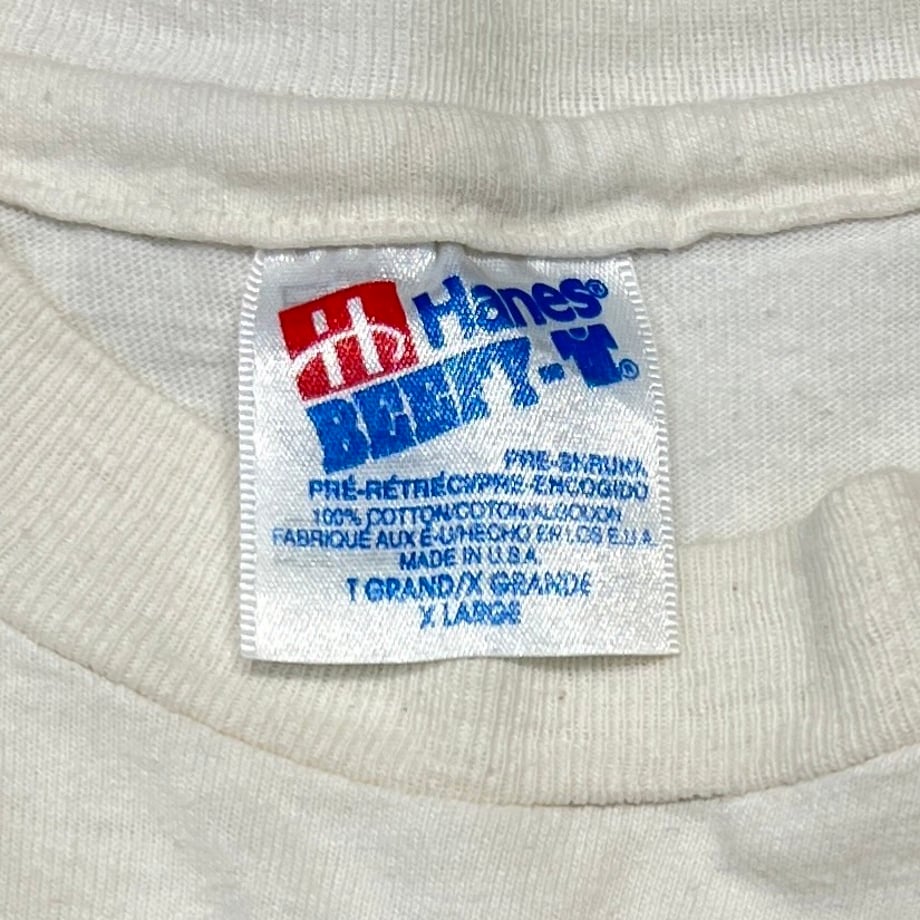 Hanes®
BEEFY-T®
PRE-SHRUNK
PRÉ-RÉTRÉCI/PRE-ENCOGIDO
100% COTTON/COTON/ALGODON
FABRIQUÉ AUX É-U/HECHO EN LOS E.U.A.
MADE IN U.S.A.
T GRAND/X GRANDE
X LARGE